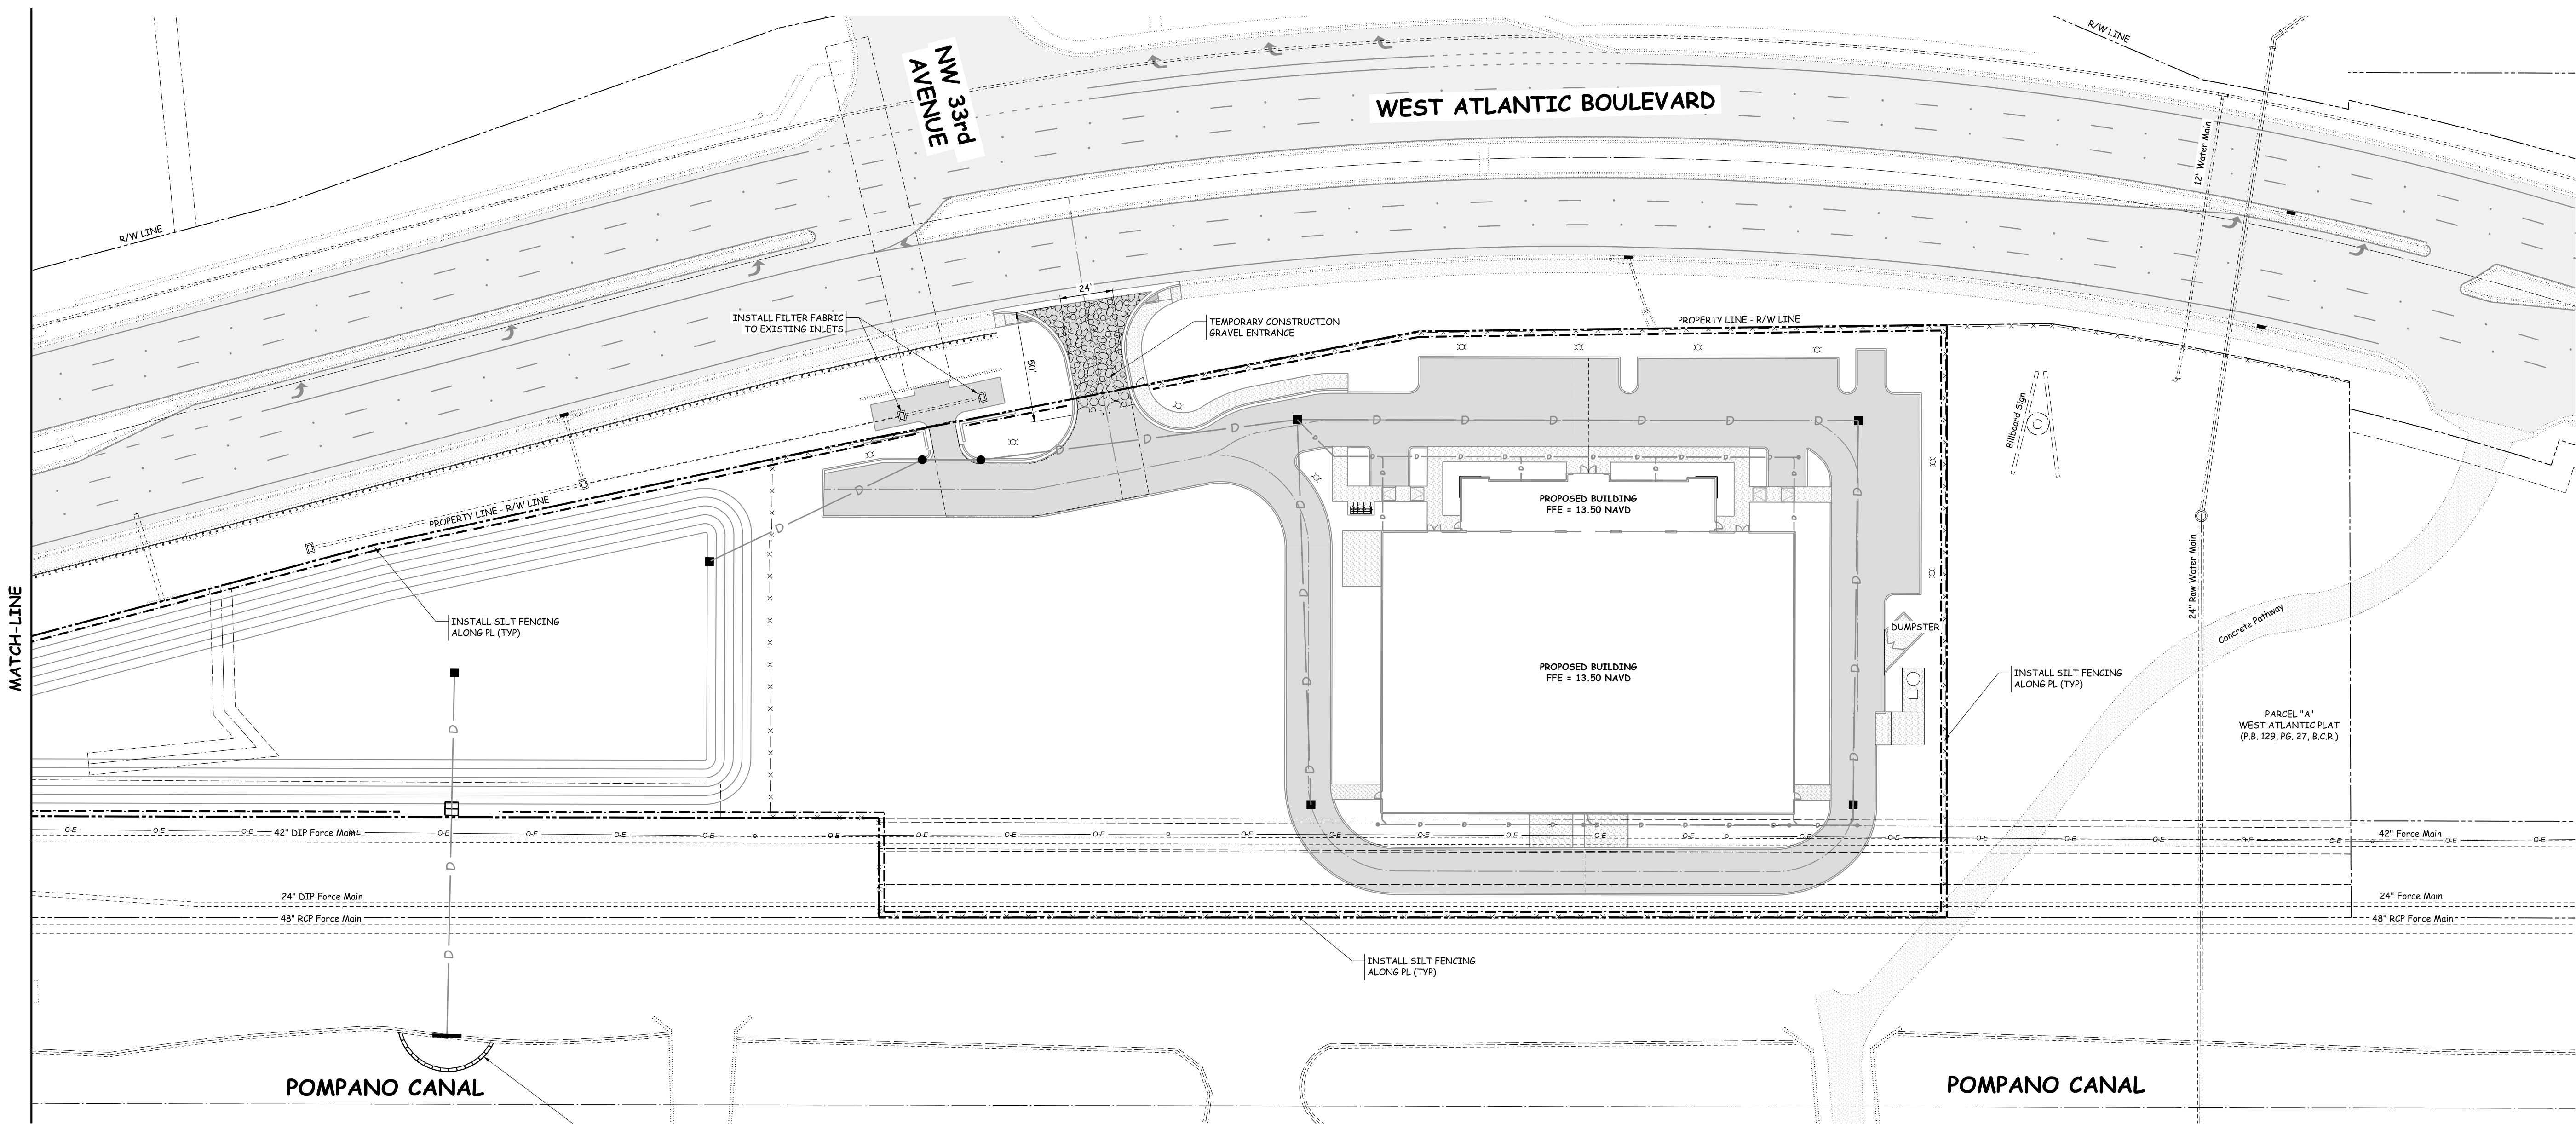 R/W LINE
NW 33rd
AVENUE
WEST ATLANTIC BOULEVARD
12" Water Main
R/W LINE
24'
INSTALL FILTER FABRIC
TO EXISTING INLETS
TEMPORARY CONSTRUCTION
GRAVEL ENTRANCE
PROPERTY LINE - R/W LINE
50'
Billboard Sign
PROPERTY LINE - R/W LINE
PROPOSED BUILDING
FFE = 13.50 NAVD
24" Raw Water Main
MATCH-LINE
INSTALL SILT FENCING
ALONG PL (TYP)
Concrete Pathway
DUMPSTER
PROPOSED BUILDING
FFE = 13.50 NAVD
INSTALL SILT FENCING
ALONG PL (TYP)
PARCEL "A"
WEST ATLANTIC PLAT
(P.B. 129, PG. 27, B.C.R.)
42" DIP Force Main
42" Force Main
24" DIP Force Main
24" Force Main
48" RCP Force Main
48" RCP Force Main
INSTALL SILT FENCING
ALONG PL (TYP)
POMPANO CANAL
POMPANO CANAL